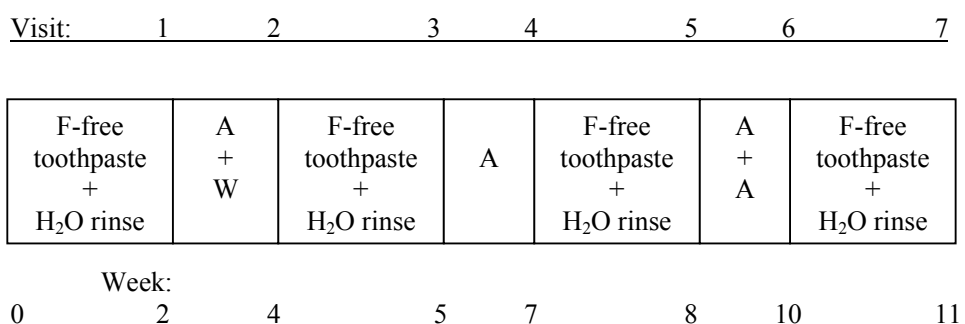 Visit: 1 2 3 4 5 6 7
F-free A F-free F-free A F-free
toothpaste + toothpaste A toothpaste + toothpaste
+ W + + A +
H₂O rinse H₂O rinse H₂O rinse H₂O rinse
Week:
0 2 4 5 7 8 10 11